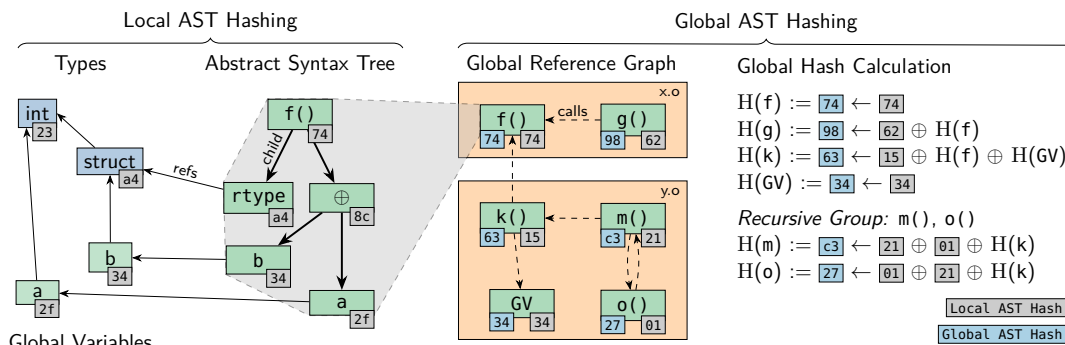 Local AST Hashing
Global AST Hashing
Types
Abstract Syntax Tree
Global Reference Graph
Global Hash Calculation
int
23
struct
a4
b
34
a
2f
Global Variables
refs
f()
74
child
rtype
a4
⊕
8c
b
34
a
2f
x.o
f()
74
74
calls
g()
98
62
y.o
k()
63
15
m()
c3
21
GV
34
34
o()
27
01
H(f) := 74 ← 74
H(g) := 98 ← 62 ⊕ H(f)
H(k) := 63 ← 15 ⊕ H(f) ⊕ H(GV)
H(GV) := 34 ← 34
Recursive Group: m(), o()
H(m) := c3 ← 21 ⊕ 01 ⊕ H(k)
H(o) := 27 ← 01 ⊕ 21 ⊕ H(k)
Local AST Hash
Global AST Hash